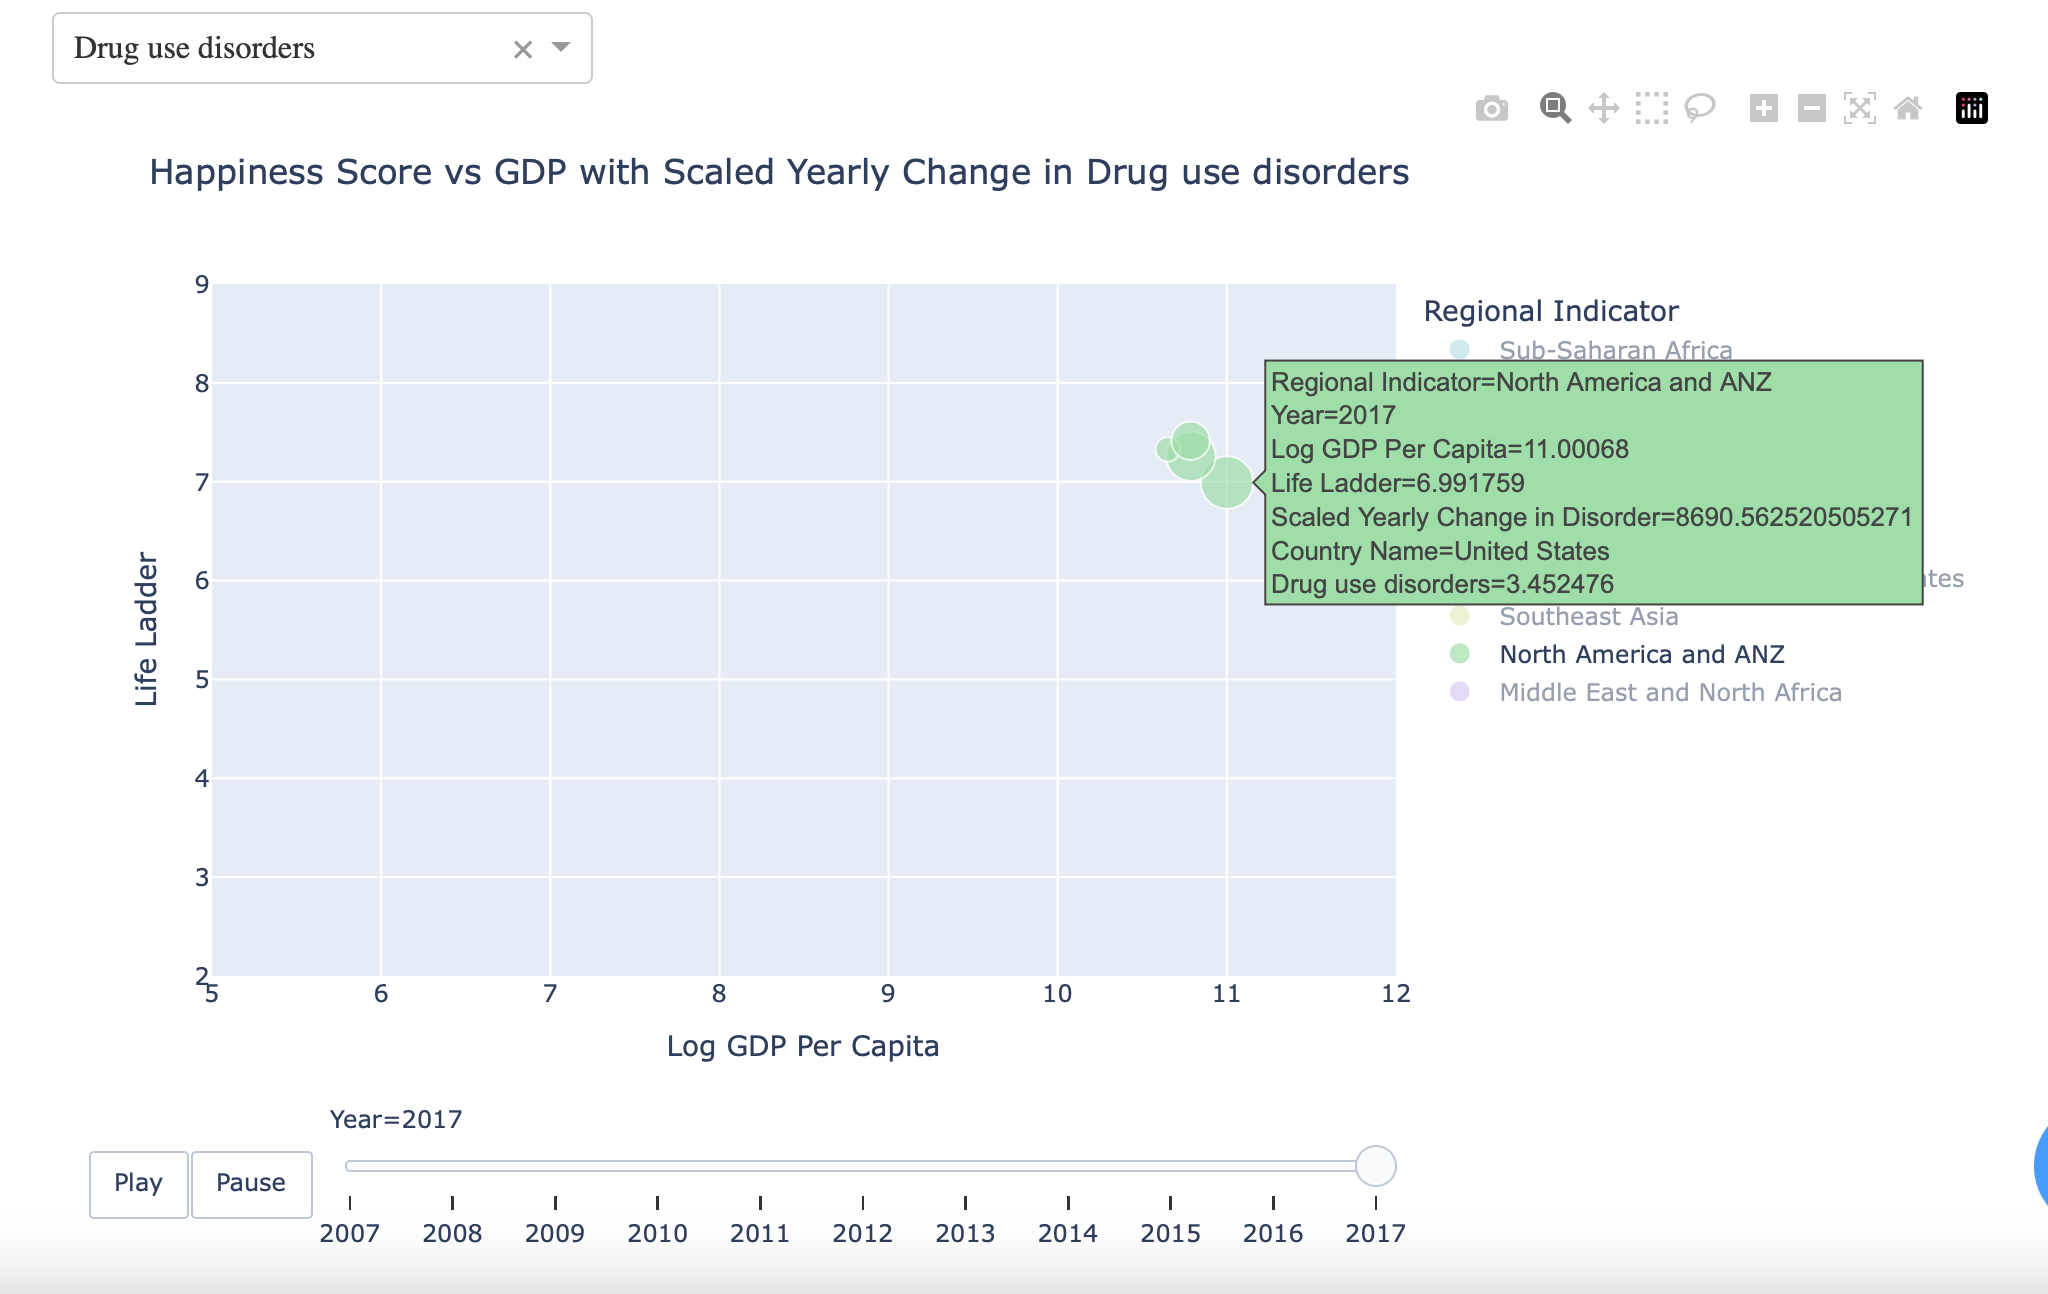 Drug use disorders
Happiness Score vs GDP with Scaled Yearly Change in Drug use disorders
9
8
7
6
5
4
3
2
Life Ladder
5 6 7 8 9 10 11 12
Log GDP Per Capita
Regional Indicator
Sub-Saharan Africa
Regional Indicator=North America and ANZ
Year=2017
Log GDP Per Capita=11.00068
Life Ladder=6.991759
Scaled Yearly Change in Disorder=8690.562520505271
Country Name=United States
Drug use disorders=3.452476
Southeast Asia
North America and ANZ
Middle East and North Africa
Year=2017
Play Pause
2007 2008 2009 2010 2011 2012 2013 2014 2015 2016 2017